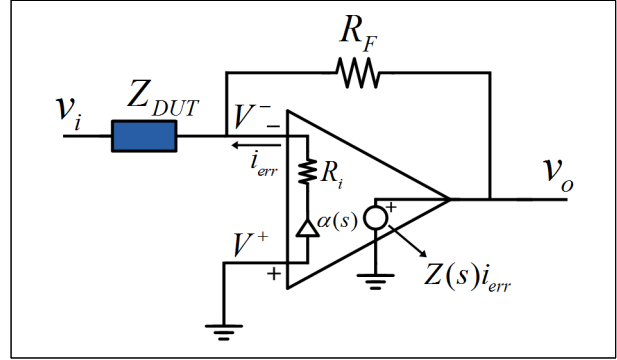 R_F
Z_DUT
v_i
V^-
−
i_err
R_i
v_o
α(s)
+
V^+
+
Z(s)i_err